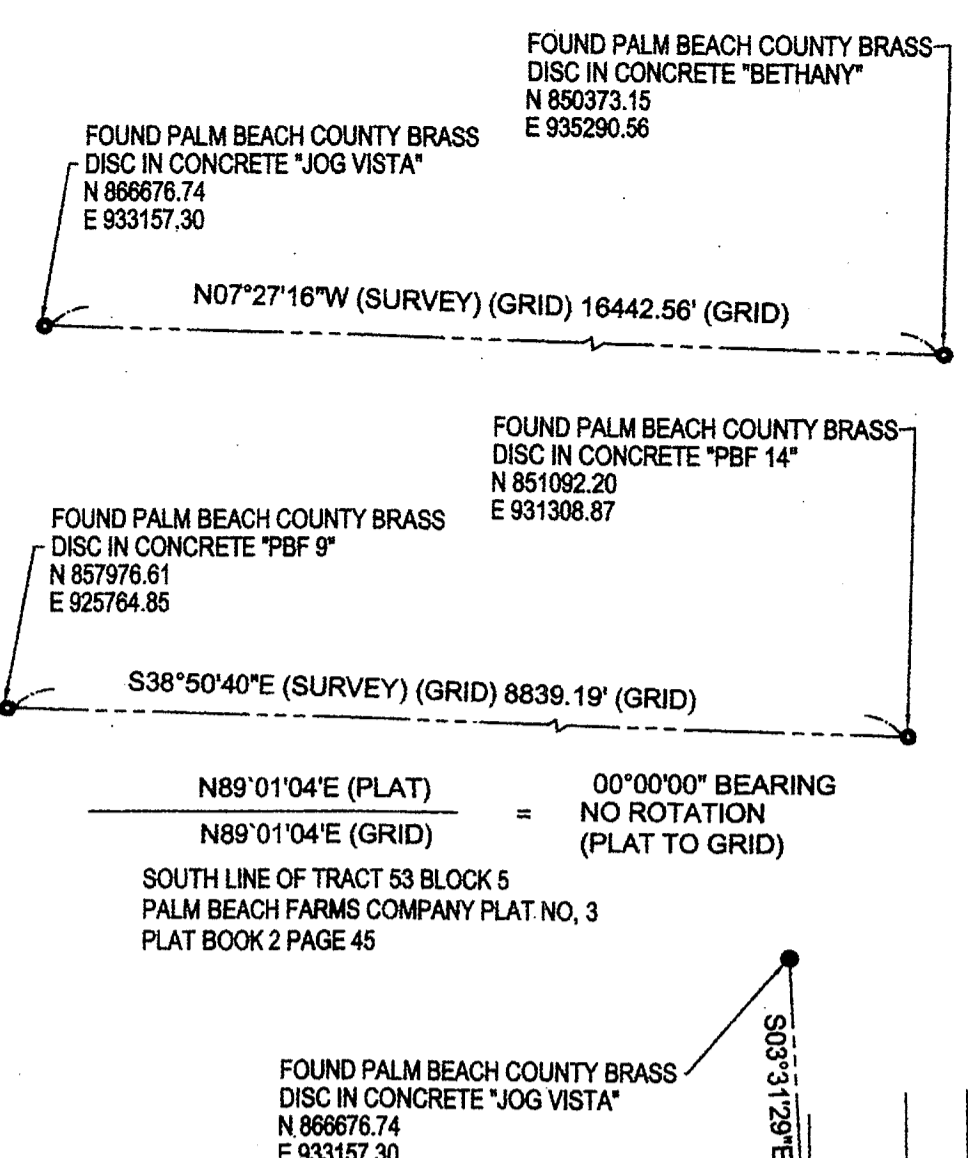 FOUND PALM BEACH COUNTY BRASS
DISC IN CONCRETE "BETHANY"
N 850373.15
E 935290.56
FOUND PALM BEACH COUNTY BRASS
DISC IN CONCRETE "JOG VISTA"
N 866676.74
E 933157.30
N07°27'16"W (SURVEY) (GRID) 16442.56' (GRID)
FOUND PALM BEACH COUNTY BRASS
DISC IN CONCRETE "PBF 14"
N 851092.20
E 931308.87
FOUND PALM BEACH COUNTY BRASS
DISC IN CONCRETE "PBF 9"
N 857976.61
E 925764.85
S38°50'40"E (SURVEY) (GRID) 8839.19' (GRID)
N89`01'04'E (PLAT)
N89`01'04'E (GRID)
=
00°00'00" BEARING
NO ROTATION
(PLAT TO GRID)
SOUTH LINE OF TRACT 53 BLOCK 5
PALM BEACH FARMS COMPANY PLAT NO, 3
PLAT BOOK 2 PAGE 45
FOUND PALM BEACH COUNTY BRASS
DISC IN CONCRETE "JOG VISTA"
N 866676.74
E 933157.30
S03°31'29"E